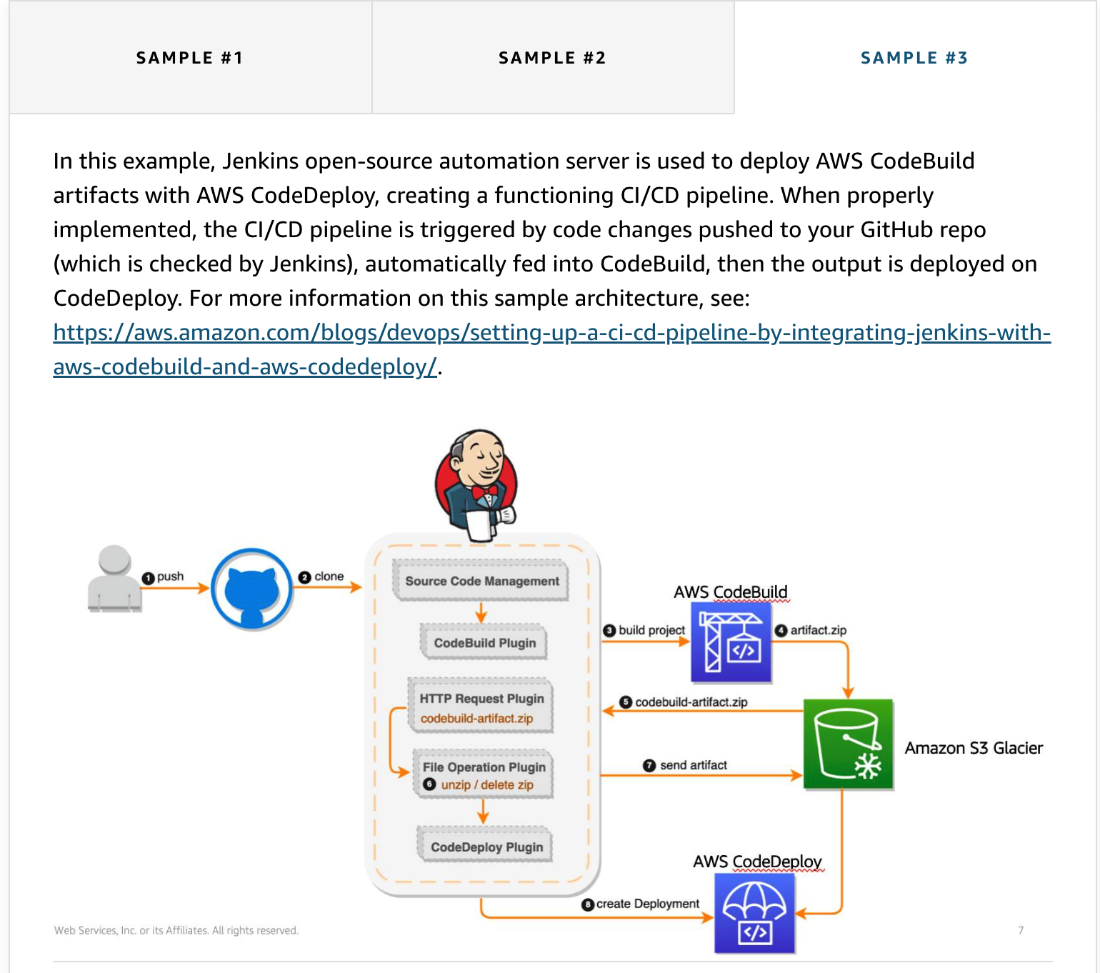 SAMPLE #1
SAMPLE #2
SAMPLE #3
In this example, Jenkins open-source automation server is used to deploy AWS CodeBuild
artifacts with AWS CodeDeploy, creating a functioning CI/CD pipeline. When properly
implemented, the CI/CD pipeline is triggered by code changes pushed to your GitHub repo
(which is checked by Jenkins), automatically fed into CodeBuild, then the output is deployed on
CodeDeploy. For more information on this sample architecture, see:
https://aws.amazon.com/blogs/devops/setting-up-a-ci-cd-pipeline-by-integrating-jenkins-with-
aws-codebuild-and-aws-codedeploy/.
1 push
2 clone
Source Code Management
CodeBuild Plugin
HTTP Request Plugin
codebuild-artifact.zip
File Operation Plugin
6 unzip / delete zip
CodeDeploy Plugin
AWS CodeBuild
3 build project
</>
4 artifact.zip
5 codebuild-artifact.zip
Amazon S3 Glacier
7 send artifact
AWS CodeDeploy
8 create Deployment
</>
Web Services, Inc. or its Affiliates. All rights reserved.
7